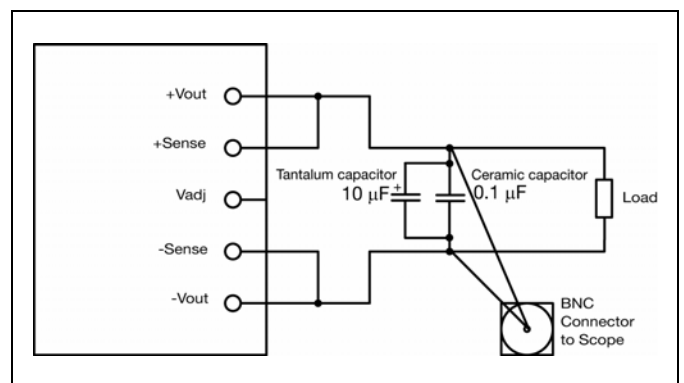 +Vout
+Sense
Vadj
-Sense
-Vout
Tantalum capacitor
10 µF+
Ceramic capacitor
0.1 µF
Load
BNC
Connector
to Scope